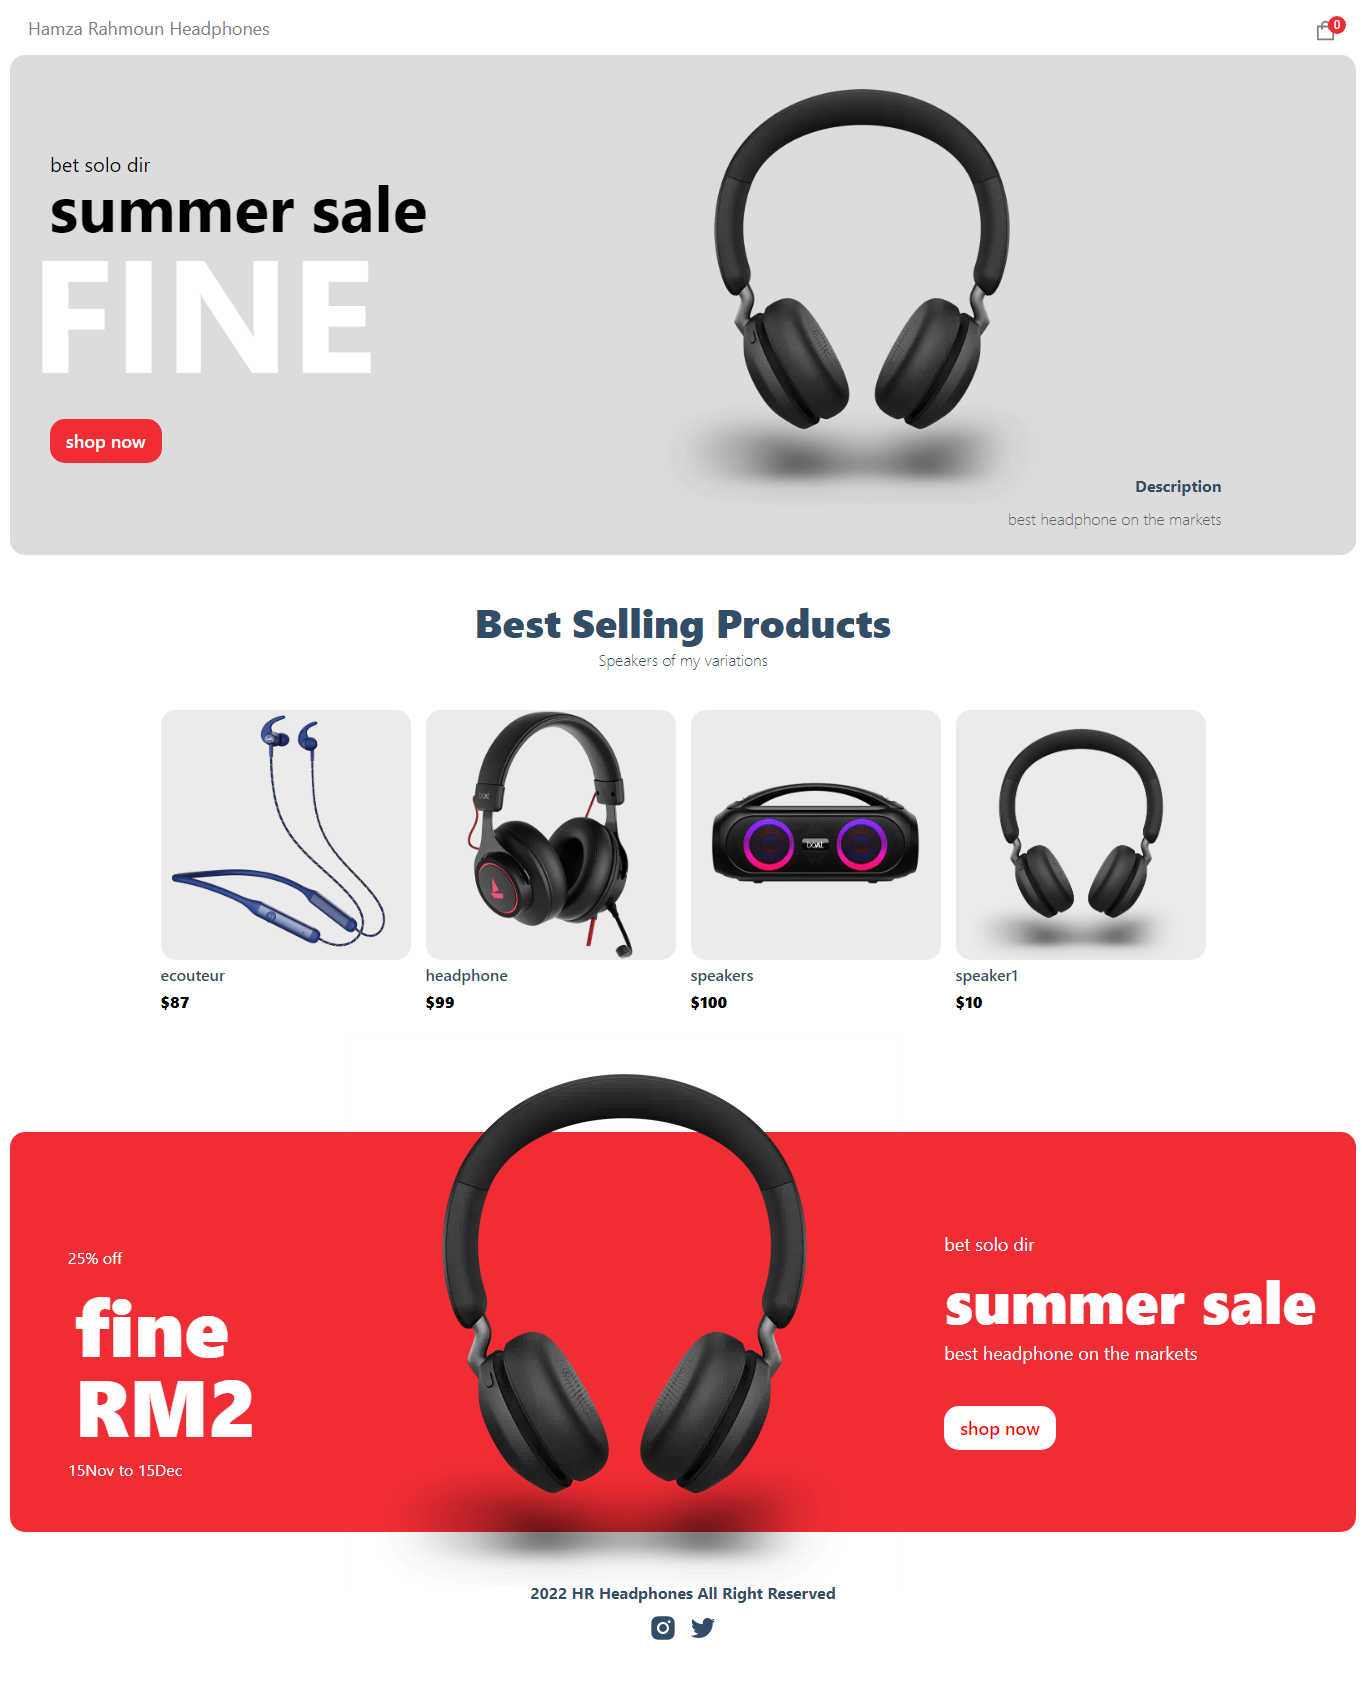 Hamza Rahmoun Headphones
0
bet solo dir
summer sale
FINE
shop now
Description
best headphone on the markets
Best Selling Products
Speakers of my variations
ecouteur
$87
headphone
$99
speakers
$100
speaker1
$10
25% off
fine
RM2
15Nov to 15Dec
bet solo dir
summer sale
best headphone on the markets
shop now
2022 HR Headphones All Right Reserved